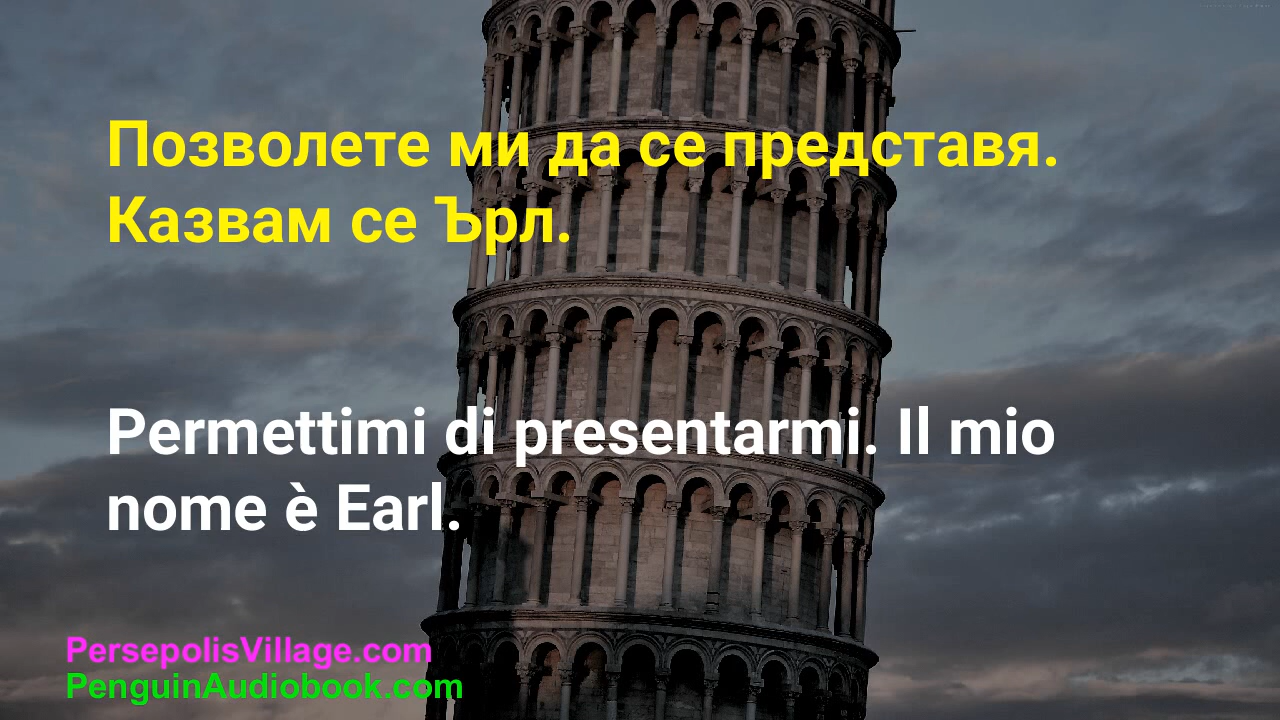 Позволете ми да се представя.
Казвам се Ърл.
Permettimi di presentarmi. Il mio
nome è Earl.
PersepolisVillage.com
PenguinAudiobook.com